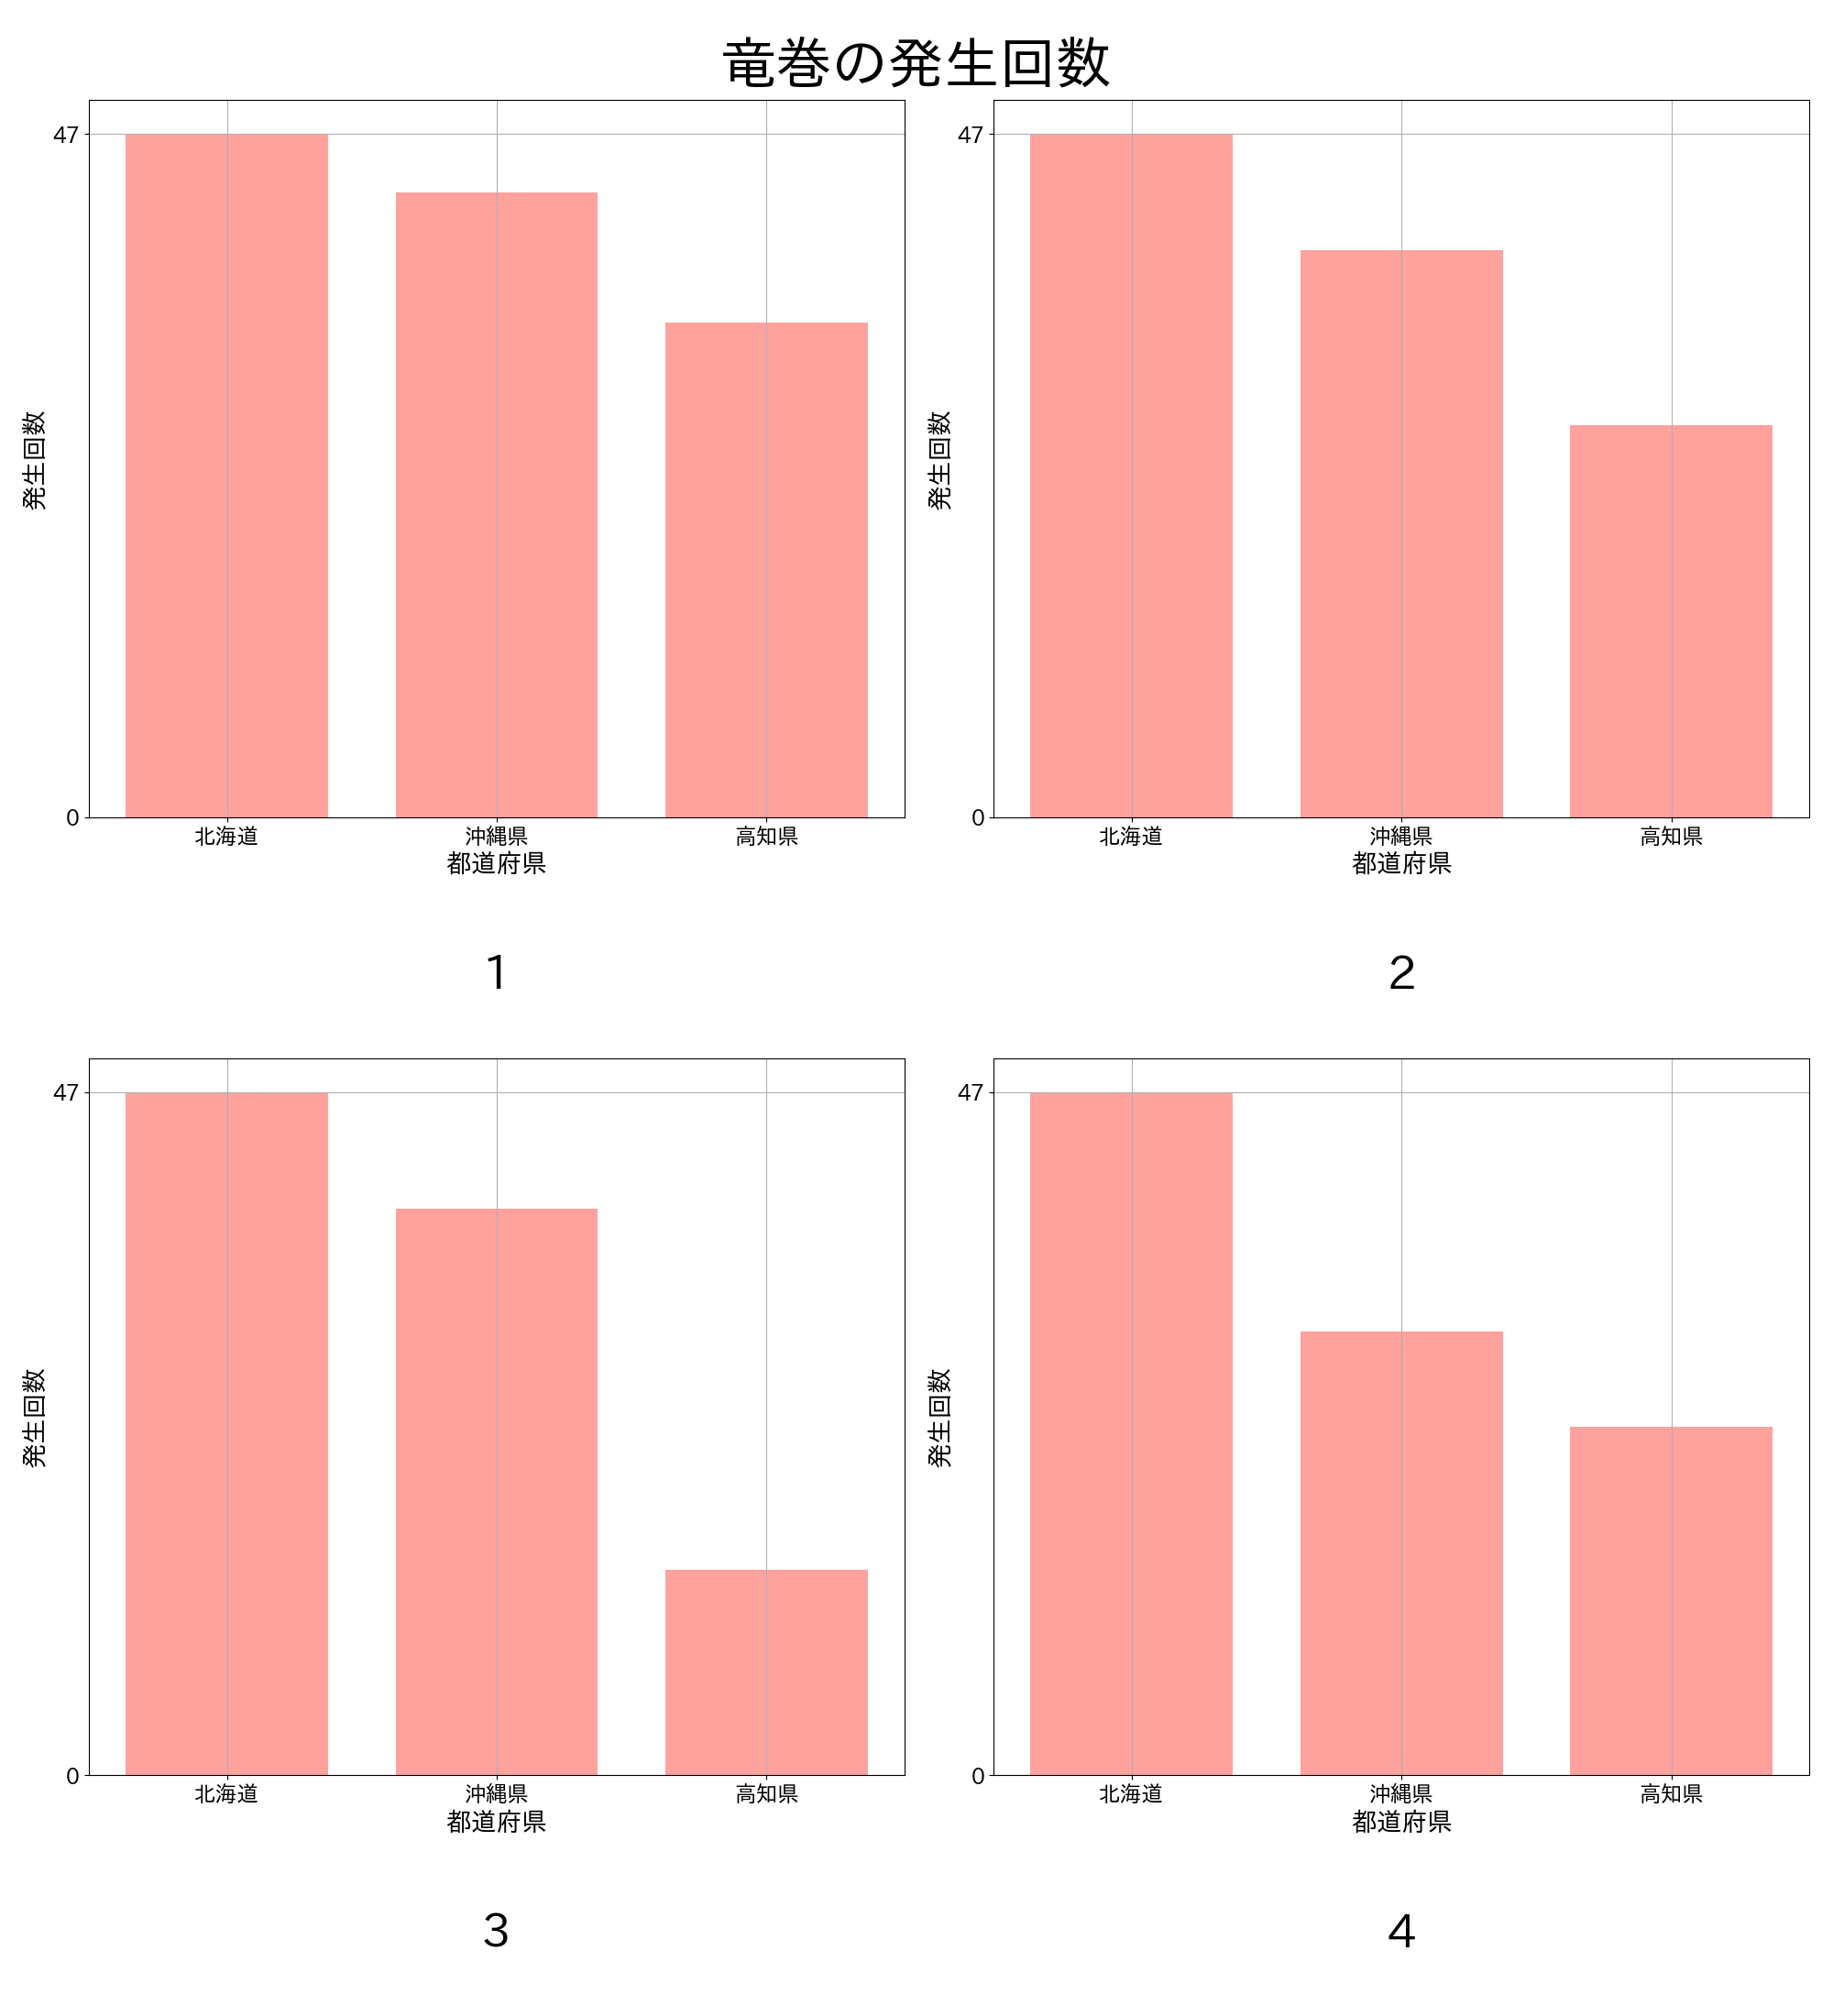 竜巻の発生回数
47
0
発生回数
北海道 沖縄県 高知県
都道府県
1
47
0
発生回数
北海道 沖縄県 高知県
都道府県
2
47
0
発生回数
北海道 沖縄県 高知県
都道府県
3
47
0
発生回数
北海道 沖縄県 高知県
都道府県
4